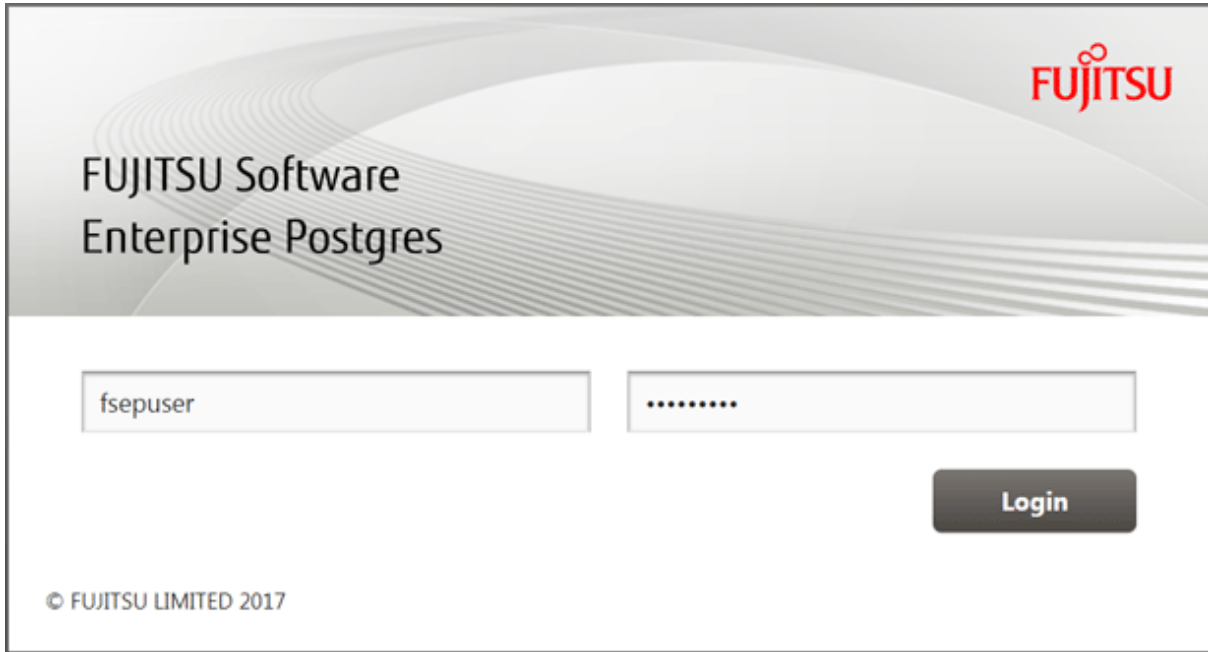 FUJITSU
FUJITSU Software
Enterprise Postgres
fsepuser
•••••••••
Login
© FUJITSU LIMITED 2017